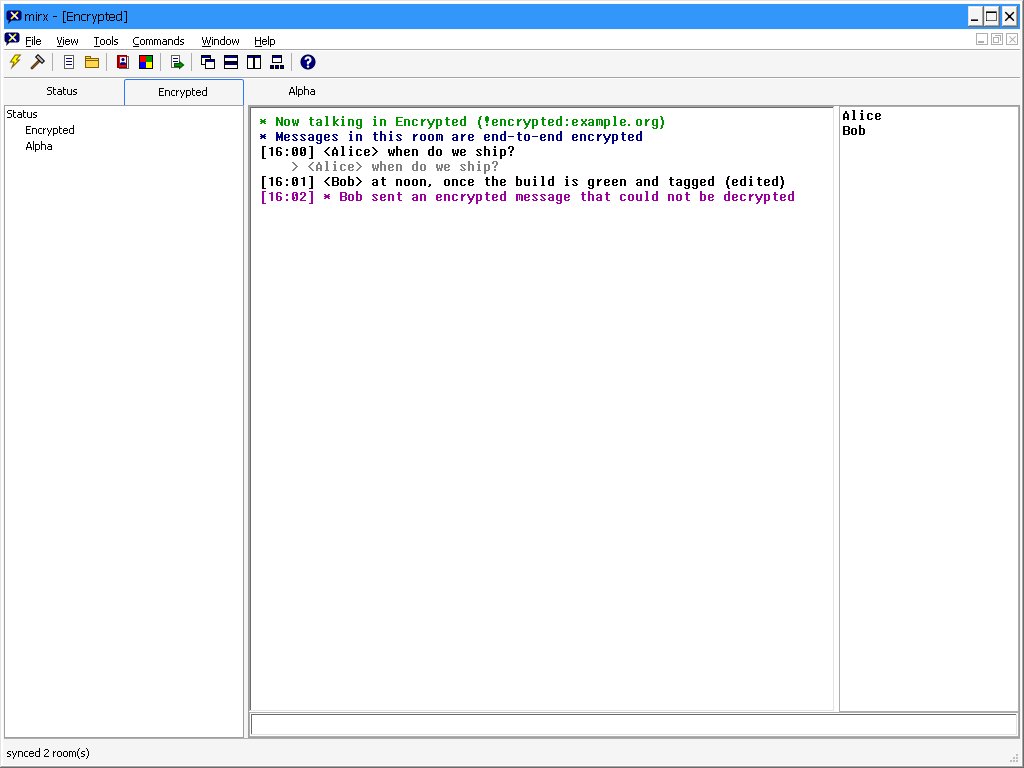 mirx - [Encrypted]
File View Tools Commands Window Help
Status Encrypted Alpha
Status
Encrypted
Alpha
* Now talking in Encrypted (!encrypted:example.org)
* Messages in this room are end-to-end encrypted
[16:00] <Alice> when do we ship?
> <Alice> when do we ship?
[16:01] <Bob> at noon, once the build is green and tagged (edited)
[16:02] * Bob sent an encrypted message that could not be decrypted
Alice
Bob
synced 2 room(s)